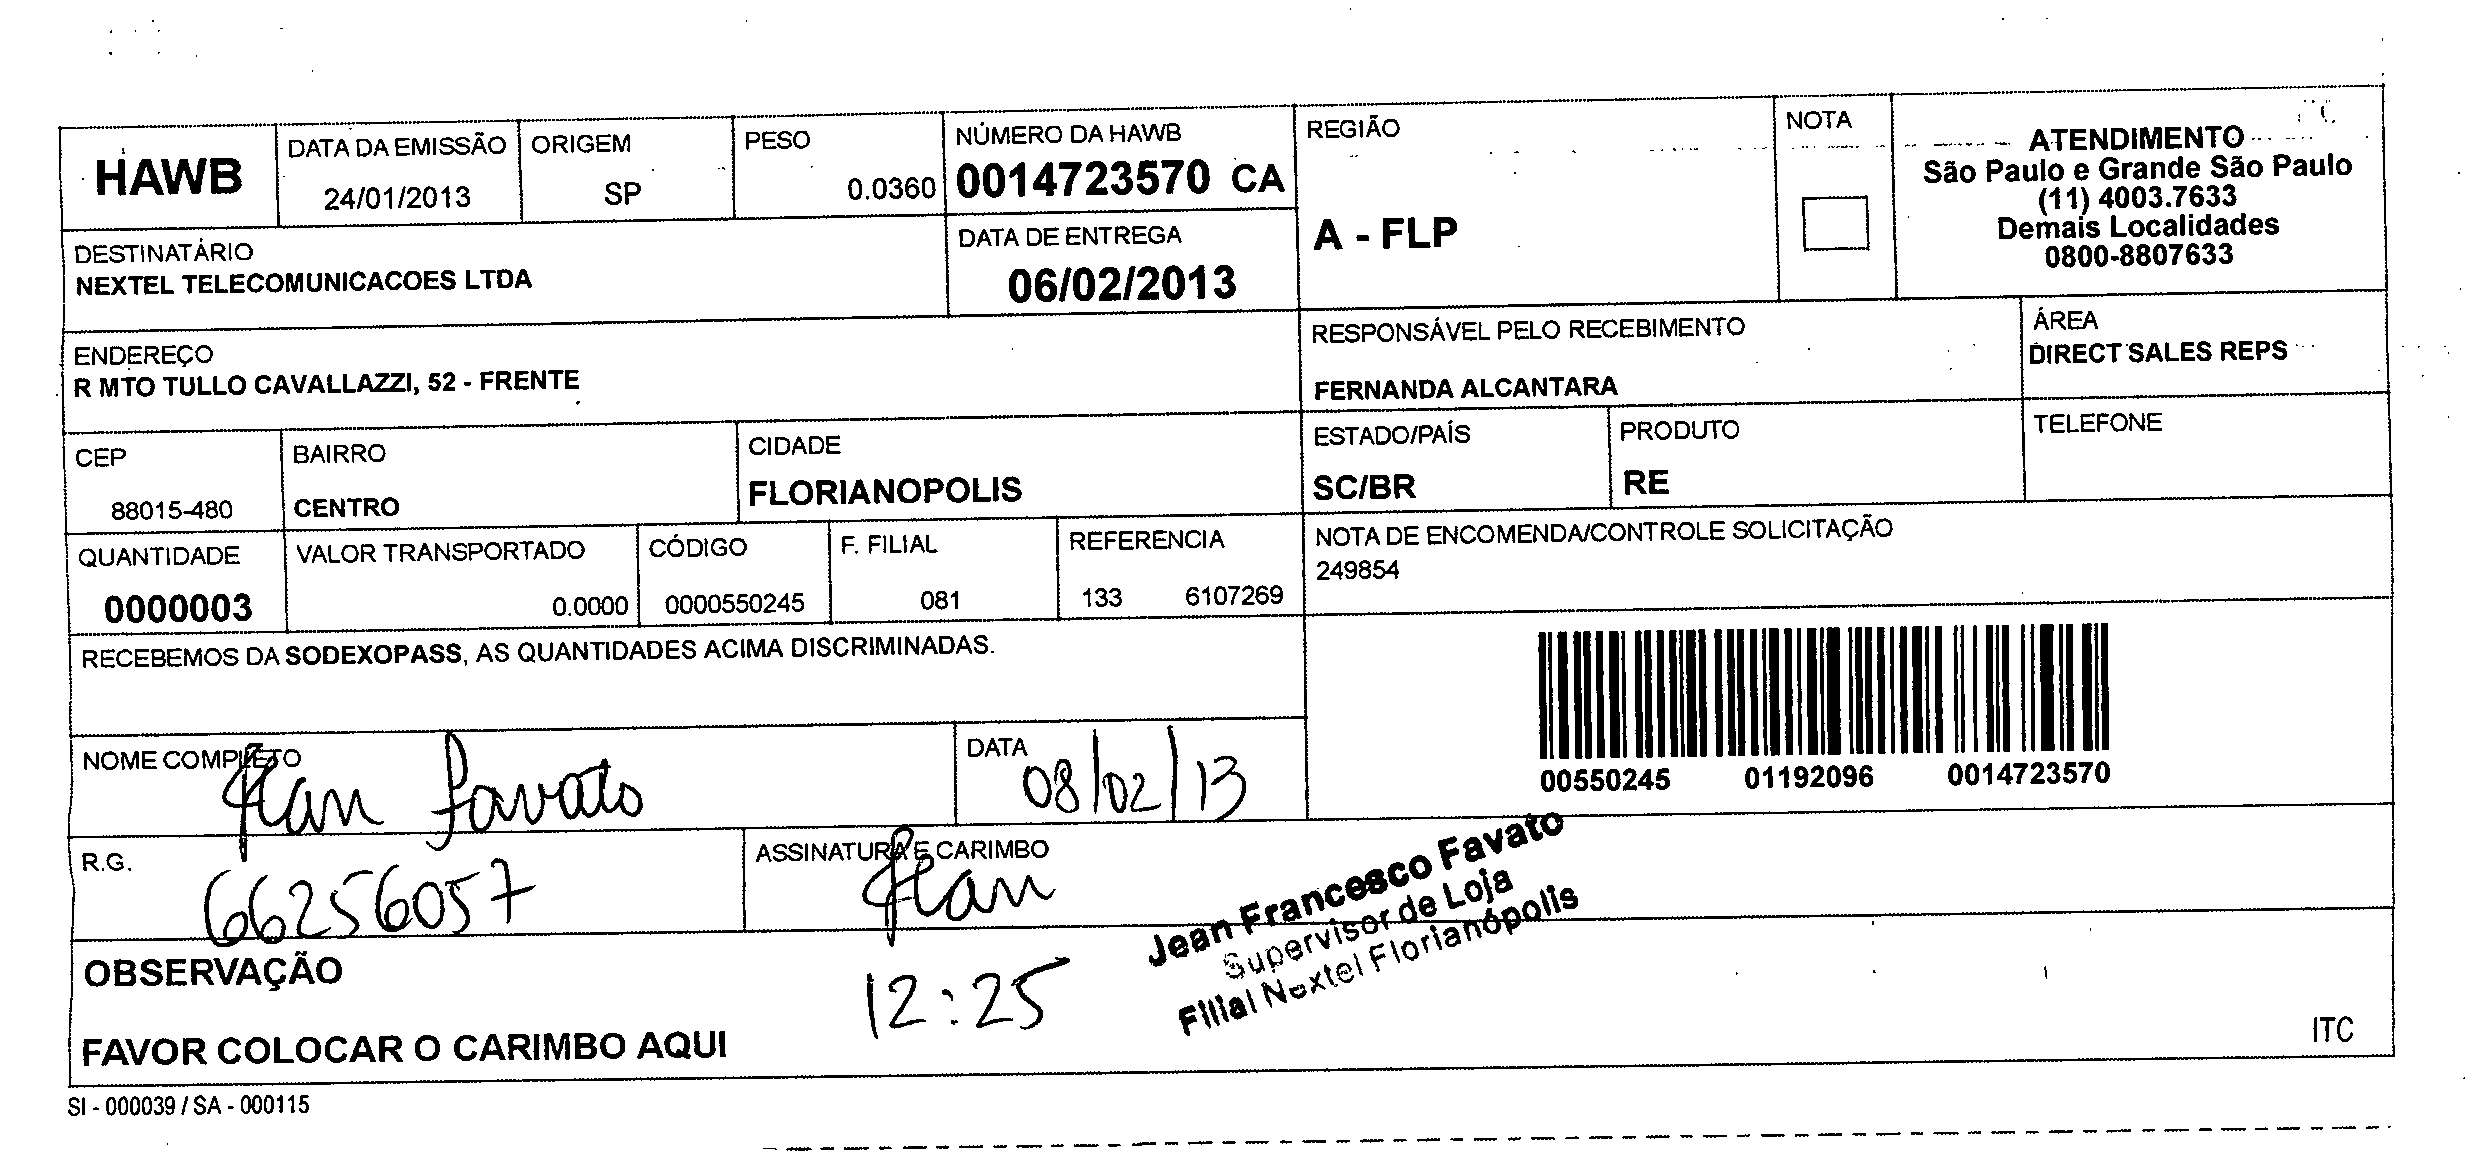 HAWB
DATA DA EMISSÃO
24/01/2013
ORIGEM
SP
PESO
0.0360
NÚMERO DA HAWB
0014723570 CA
REGIÃO
A - FLP
NOTA
ATENDIMENTO
São Paulo e Grande São Paulo
(11) 4003.7633
Demais Localidades
0800-8807633
DESTINATÁRIO
NEXTEL TELECOMUNICACOES LTDA
DATA DE ENTREGA
06/02/2013
ENDEREÇO
R MTO TULLO CAVALLAZZI, 52 - FRENTE
RESPONSÁVEL PELO RECEBIMENTO
FERNANDA ALCANTARA
ÁREA
DIRECT SALES REPS
CEP
88015-480
BAIRRO
CENTRO
CIDADE
FLORIANOPOLIS
ESTADO/PAÍS
SC/BR
PRODUTO
RE
TELEFONE
QUANTIDADE
0000003
VALOR TRANSPORTADO
0.0000
CÓDIGO
0000550245
F. FILIAL
081
REFERENCIA
133 6107269
NOTA DE ENCOMENDA/CONTROLE SOLICITAÇÃO
249854
RECEBEMOS DA SODEXOPASS, AS QUANTIDADES ACIMA DISCRIMINADAS.
00550245 01192096 0014723570
NOME COMPLETO
Jean Favato
DATA
08/02/13
R.G.
66256057
ASSINATURA E CARIMBO
Jean
Jean Francesco Favato
Supervisor de Loja
Filial Nextel Florianópolis
OBSERVAÇÃO
12:25
FAVOR COLOCAR O CARIMBO AQUI
ITC
SI - 000039 / SA - 000115